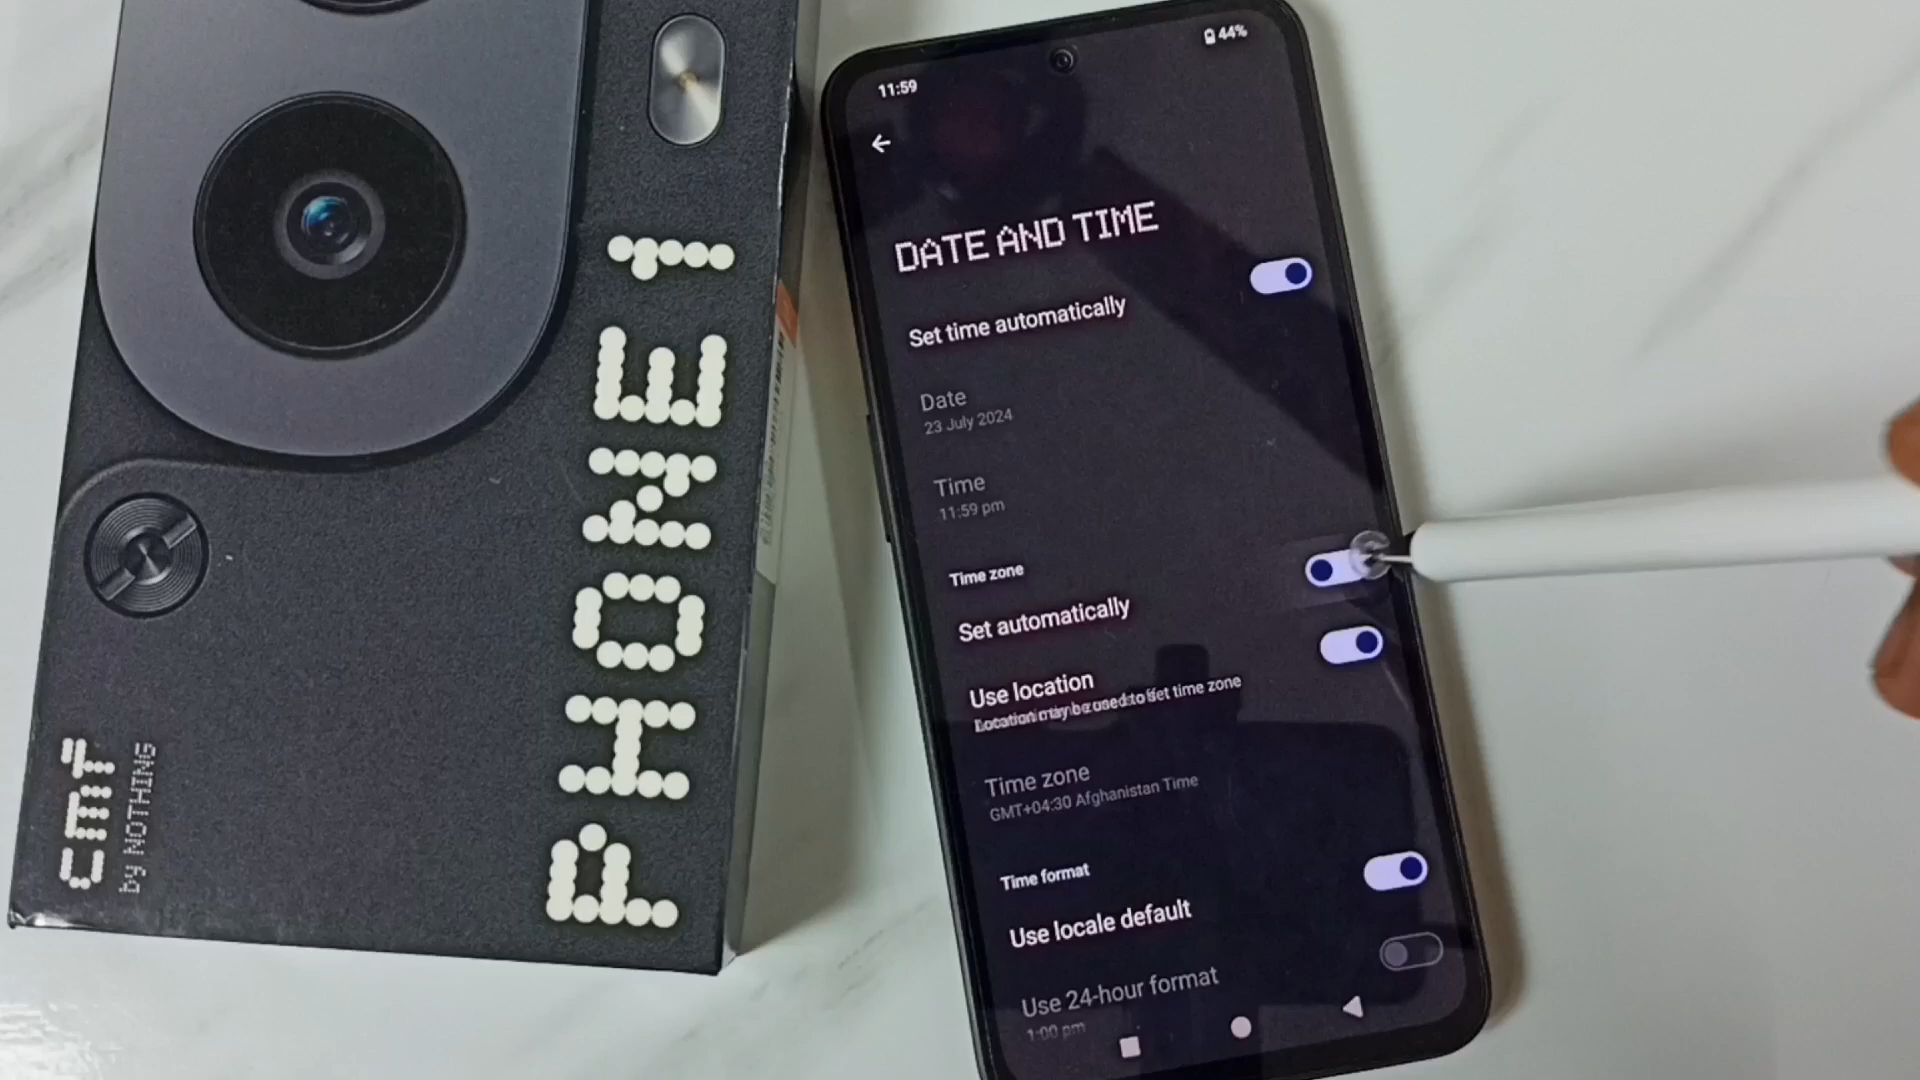 PHONE 1
cmf
by NOTHING
11:59
44%
DATE AND TIME
Set time automatically
Date
23 July 2024
Time
11:59 pm
Time zone
Set automatically
Use location
Time zone
GMT+04:30 Afghanistan Time
Time format
Use locale default
Use 24-hour format
1:00 pm